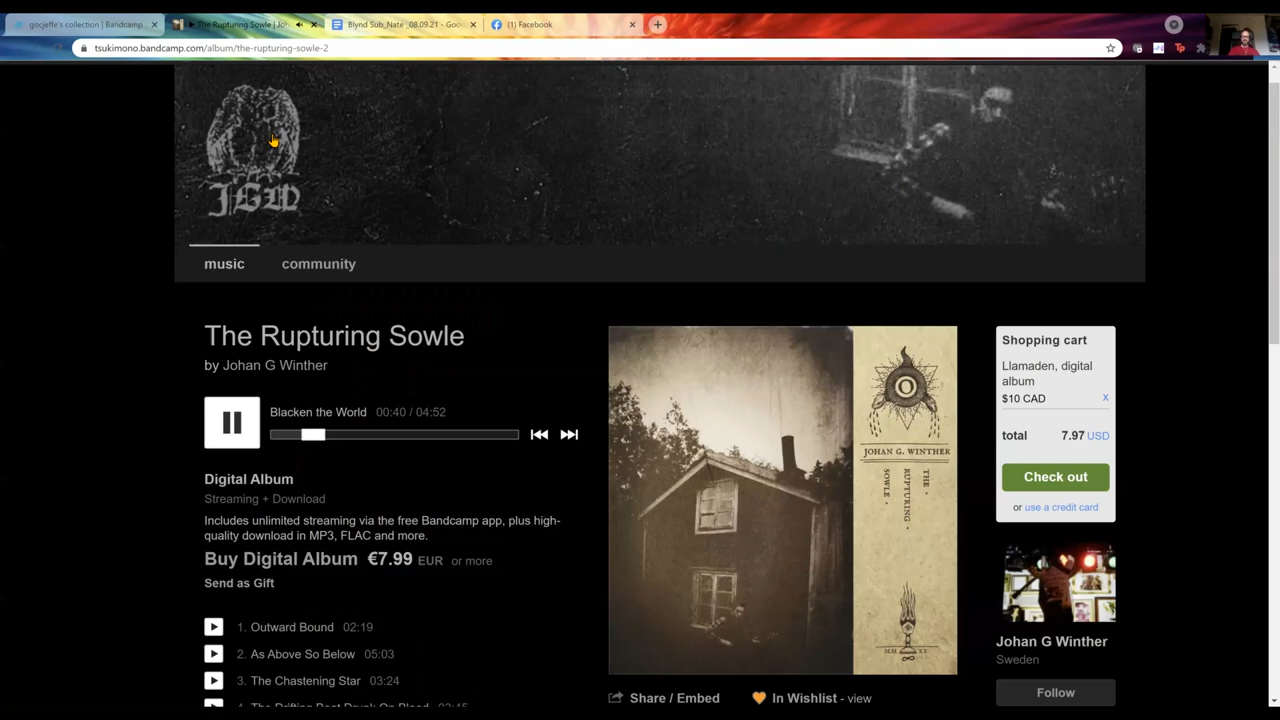 gocjeffe's collection | Bandcamp
The Rupturing Sowle | Joh
Blynd Sub_Nate _08.09.21 - Goo
(1) Facebook
tsukimono.bandcamp.com/album/the-rupturing-sowle-2
JGW
music
community
The Rupturing Sowle
by Johan G Winther
Blacken the World 00:40 / 04:52
Digital Album
Streaming + Download
Includes unlimited streaming via the free Bandcamp app, plus high-
quality download in MP3, FLAC and more.
Buy Digital Album €7.99 EUR or more
Send as Gift
1. Outward Bound 02:19
2. As Above So Below 05:03
3. The Chastening Star 03:24
JOHAN G. WINTHER
THE •
RUPTURING •
SOWLE •
MM XX
Share / Embed
In Wishlist - view
Shopping cart
Llamaden, digital
album
$10 CAD X
total 7.97 USD
Check out
or use a credit card
Johan G Winther
Sweden
Follow